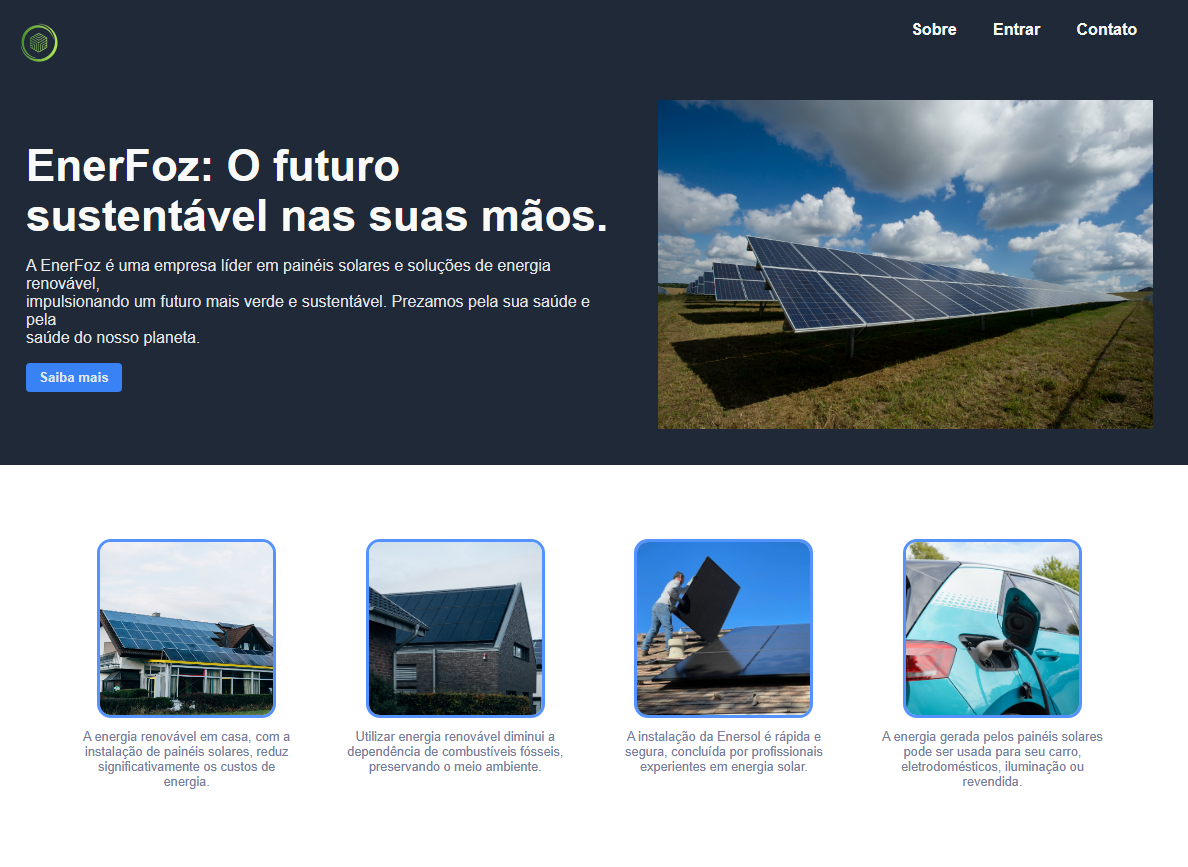 Sobre Entrar Contato
EnerFoz: O futuro
sustentável nas suas mãos.
A EnerFoz é uma empresa líder em painéis solares e soluções de energia
renovável,
impulsionando um futuro mais verde e sustentável. Prezamos pela sua saúde e
pela
saúde do nosso planeta.
Saiba mais
A energia renovável em casa, com a
instalação de painéis solares, reduz
significativamente os custos de
energia.
Utilizar energia renovável diminui a
dependência de combustíveis fósseis,
preservando o meio ambiente.
A instalação da Enersol é rápida e
segura, concluída por profissionais
experientes em energia solar.
A energia gerada pelos painéis solares
pode ser usada para seu carro,
eletrodomésticos, iluminação ou
revendida.